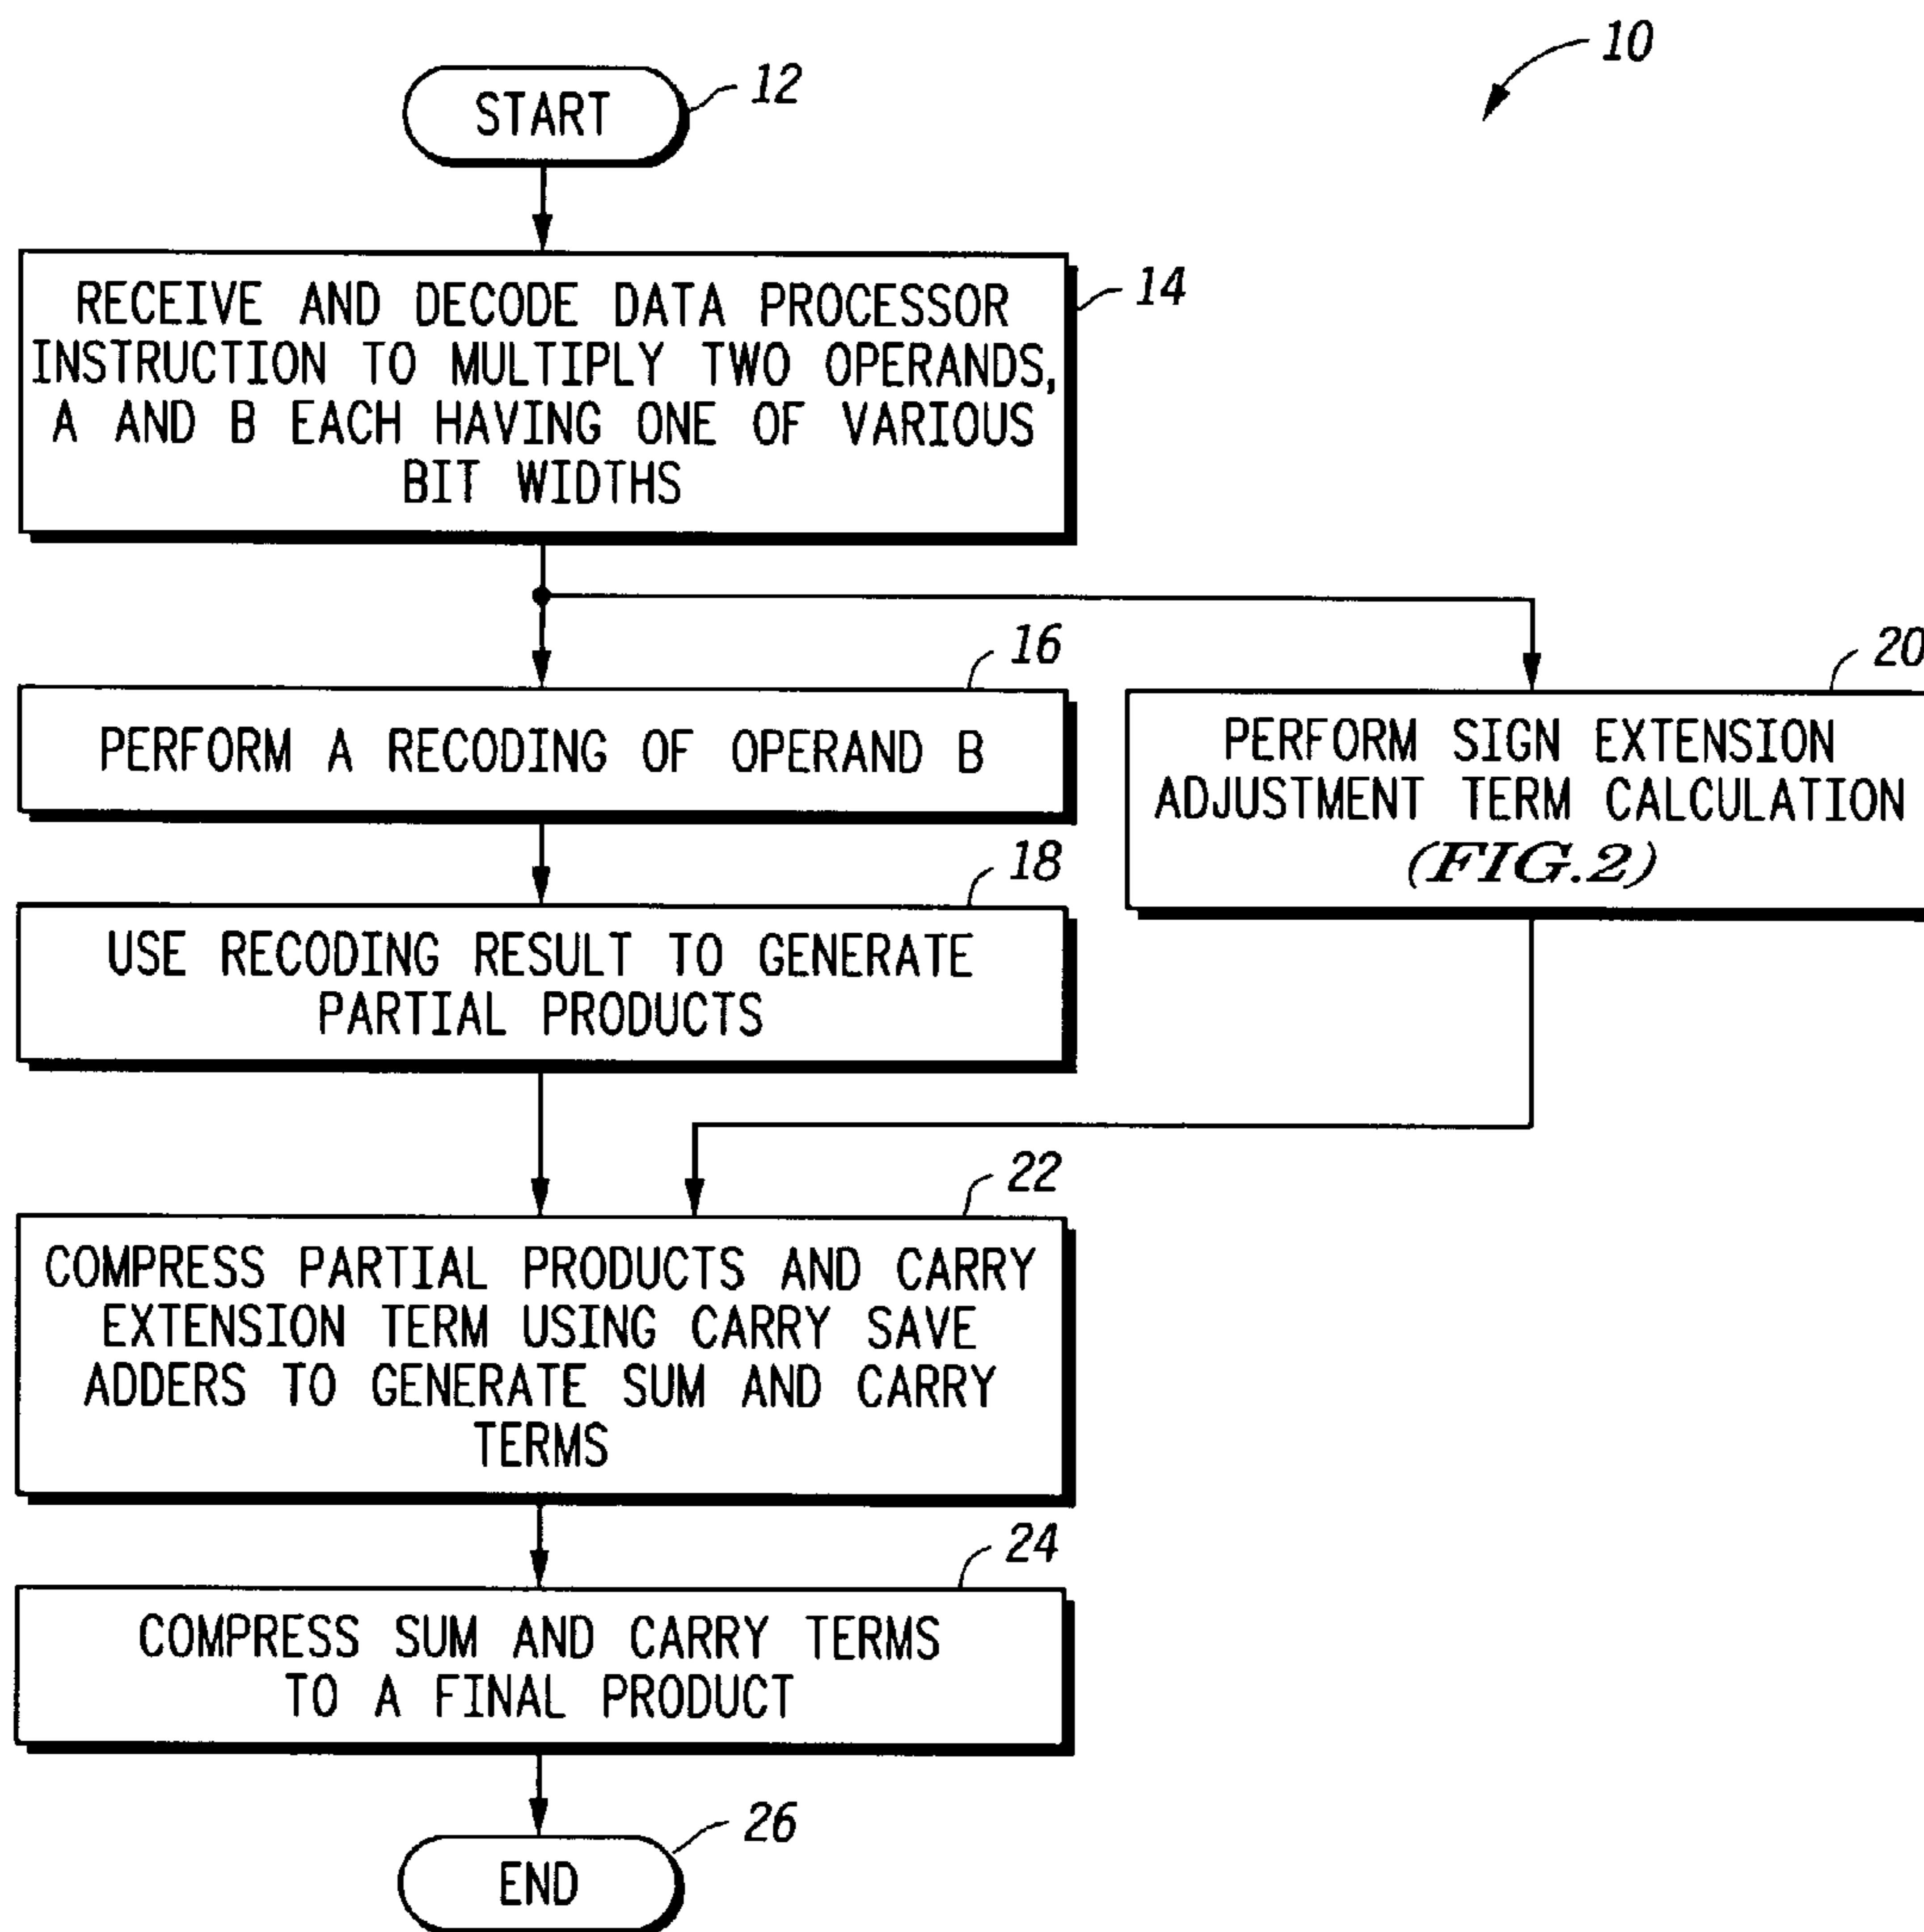 10
START
12
RECEIVE AND DECODE DATA PROCESSOR
INSTRUCTION TO MULTIPLY TWO OPERANDS,
A AND B EACH HAVING ONE OF VARIOUS
BIT WIDTHS
14
16
PERFORM A RECODING OF OPERAND B
20
PERFORM SIGN EXTENSION
ADJUSTMENT TERM CALCULATION
(FIG.2)
18
USE RECODING RESULT TO GENERATE
PARTIAL PRODUCTS
22
COMPRESS PARTIAL PRODUCTS AND CARRY
EXTENSION TERM USING CARRY SAVE
ADDERS TO GENERATE SUM AND CARRY
TERMS
24
COMPRESS SUM AND CARRY TERMS
TO A FINAL PRODUCT
26
END